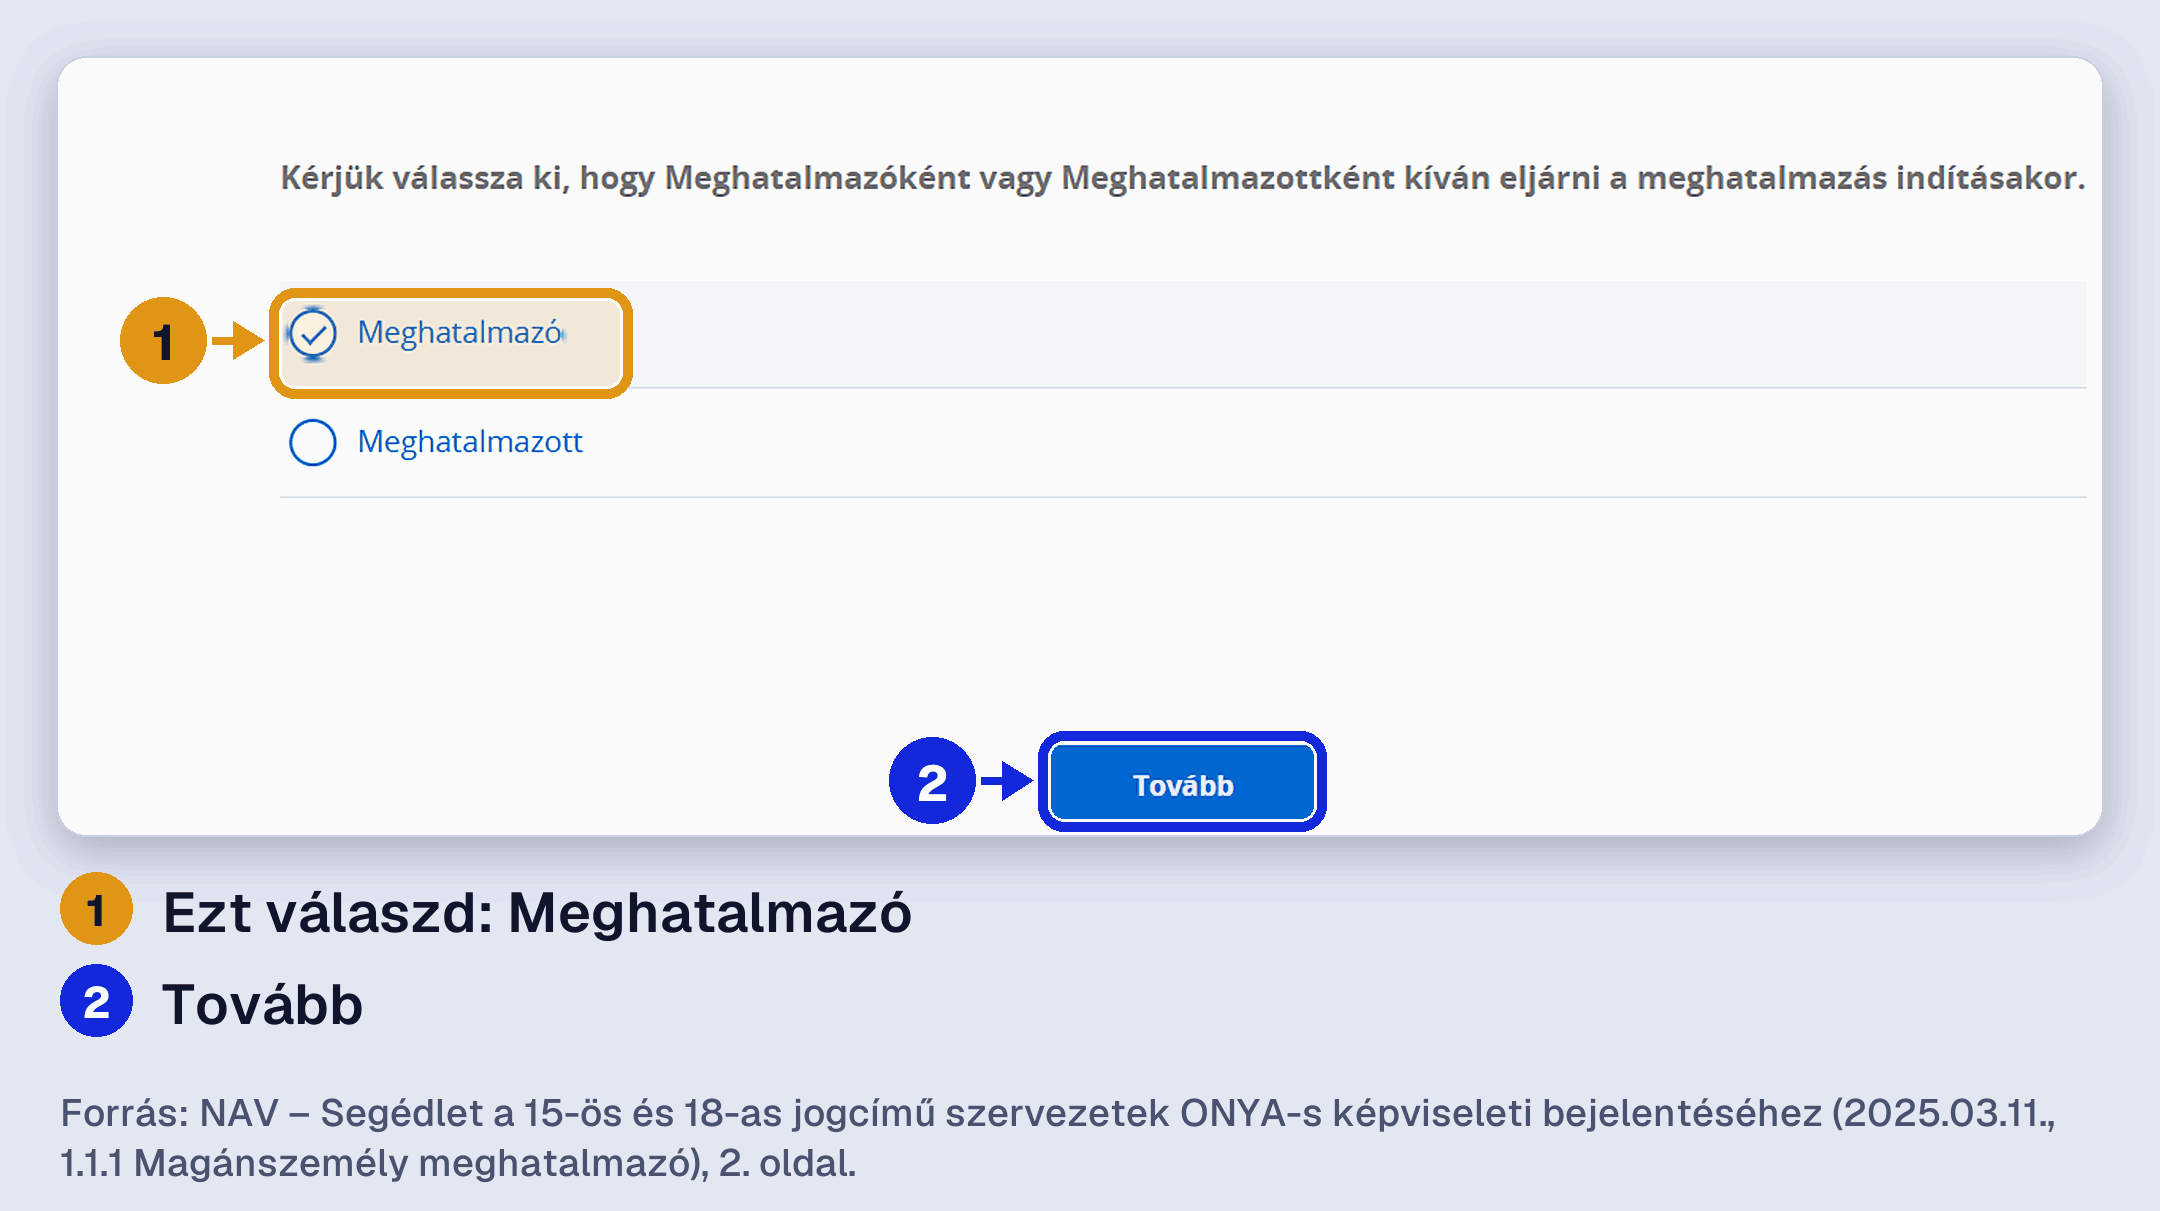 Kérjük válassza ki, hogy Meghatalmazóként vagy Meghatalmazottként kíván eljárni a meghatalmazás indításakor.
1 Meghatalmazó
Meghatalmazott
2 Tovább
1 Ezt válaszd: Meghatalmazó
2 Tovább
Forrás: NAV – Segédlet a 15-ös és 18-as jogcímű szervezetek ONYA-s képviseleti bejelentéséhez (2025.03.11.,
1.1.1 Magánszemély meghatalmazó), 2. oldal.